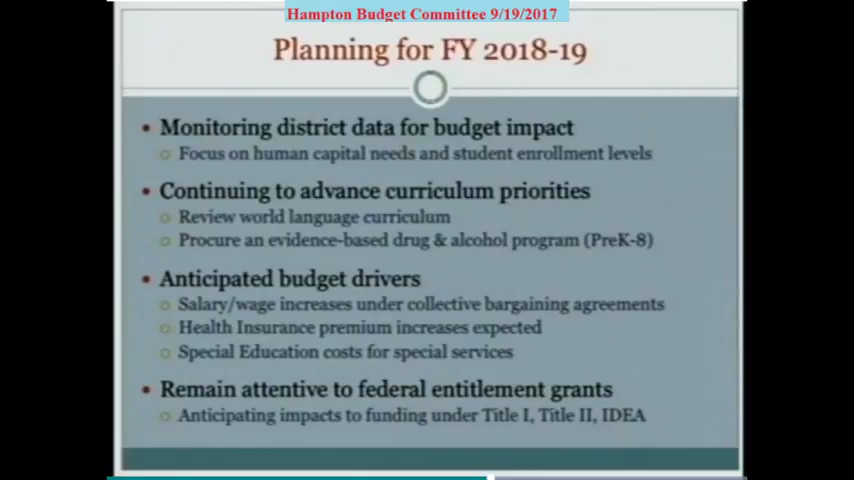 Hampton Budget Committee 9/19/2017
Planning for FY 2018-19
• Monitoring district data for budget impact
o Focus on human capital needs and student enrollment levels
• Continuing to advance curriculum priorities
o Review world language curriculum
o Procure an evidence-based drug & alcohol program (PreK-8)
• Anticipated budget drivers
o Salary/wage increases under collective bargaining agreements
o Health Insurance premium increases expected
o Special Education costs for special services
• Remain attentive to federal entitlement grants
o Anticipating impacts to funding under Title I, Title II, IDEA